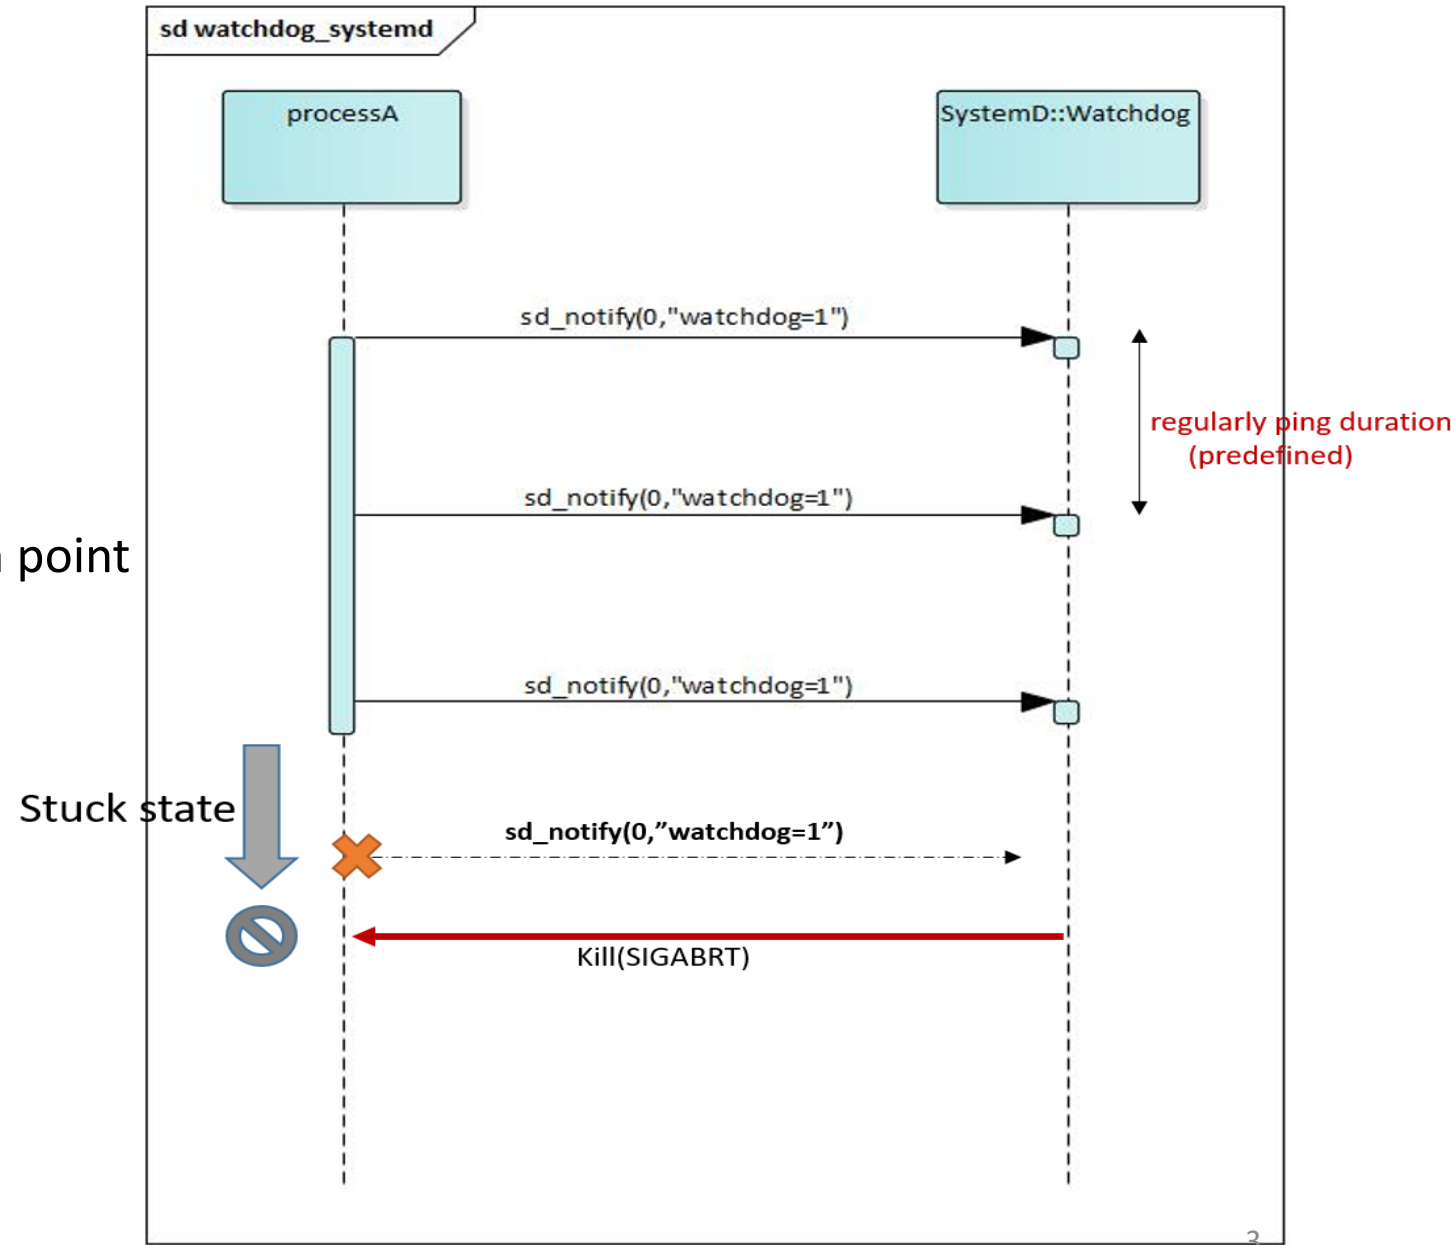 sd watchdog_systemd
processA
SystemD::Watchdog
sd_notify(0,"watchdog=1")
regularly ping duration
(predefined)
sd_notify(0,"watchdog=1")
point
sd_notify(0,"watchdog=1")
Stuck state
sd_notify(0,”watchdog=1”)
Kill(SIGABRT)
3